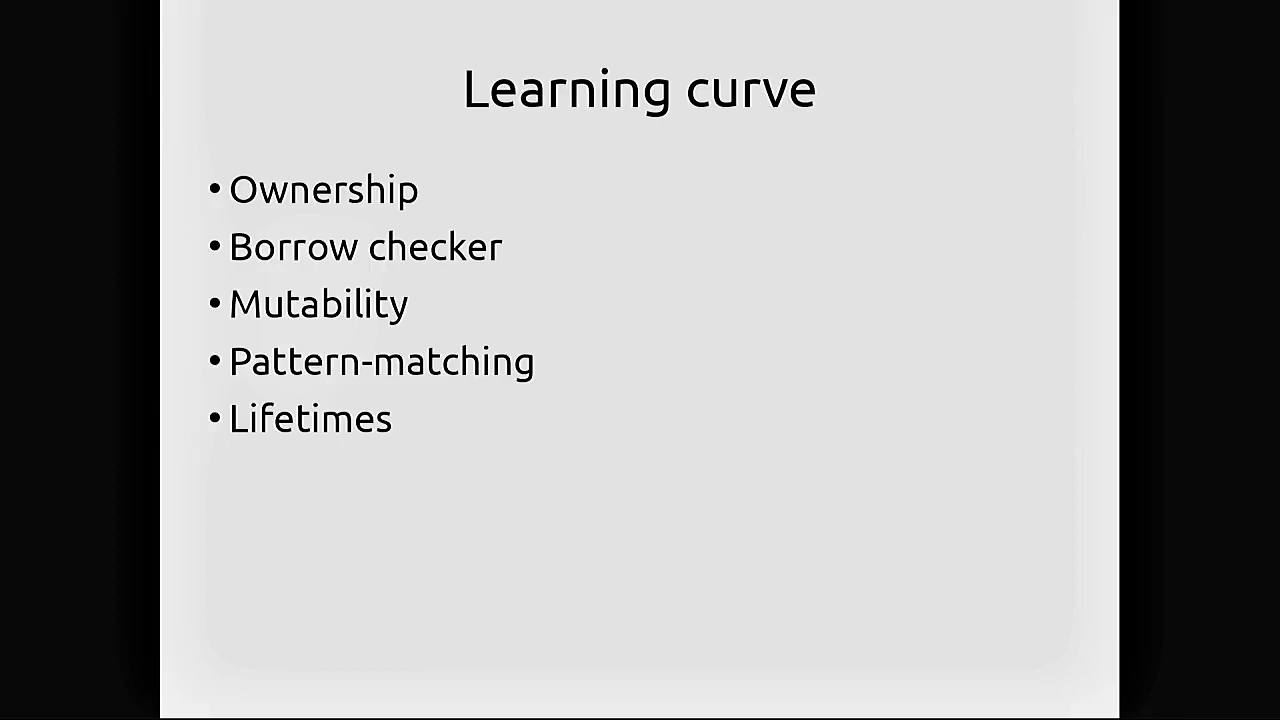 Learning curve
• Ownership
• Borrow checker
• Mutability
• Pattern-matching
• Lifetimes